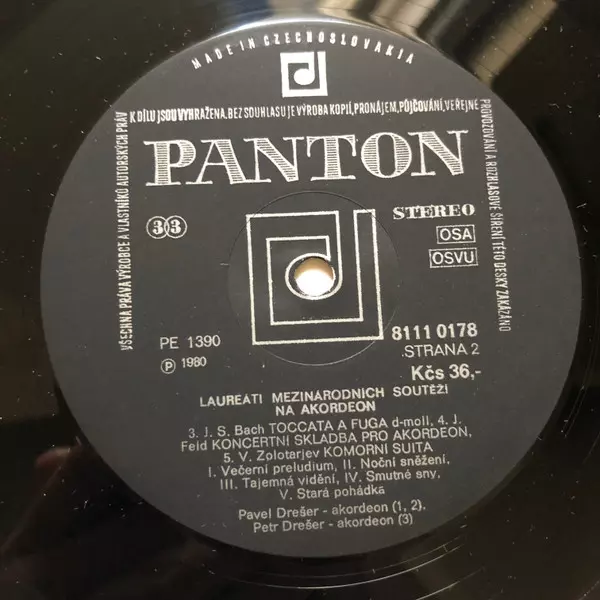 MADE IN CZECHOSLOVAKIA
VŠECHNA PRÁVA VÝROBCE A VLASTNÍKŮ AUTORSKÝCH PRÁV
K DÍLU JSOU VYHRAŽENA. BEZ SOUHLASU JE VÝROBA KOPIÍ, PRONÁJEM, PŮJČOVÁNÍ, VEŘEJNÉ
PROVOZOVÁNÍ A ROZHLASOVÉ ŠÍŘENÍ TÉTO DESKY ZAKÁZÁNO
PANTON
33
STEREO
OSA
OSVU
PE 1390
℗ 1980
8111 0178
STRANA 2
Kčs 36,-
LAUREÁTI MEZINÁRODNÍCH SOUTĚŽÍ
NA AKORDEON
3. J. S. Bach TOCCATA A FUGA d-moll, 4. J.
Feld KONCERTNÍ SKLADBA PRO AKORDEON,
5. V. Zolotarjev KOMORNÍ SUITA
I. Večerní preludium, II. Noční sněžení,
III. Tajemná vidění, IV. Smutné sny,
V. Stará pohádka
Pavel Drešer - akordeon (1, 2),
Petr Drešer - akordeon (3)